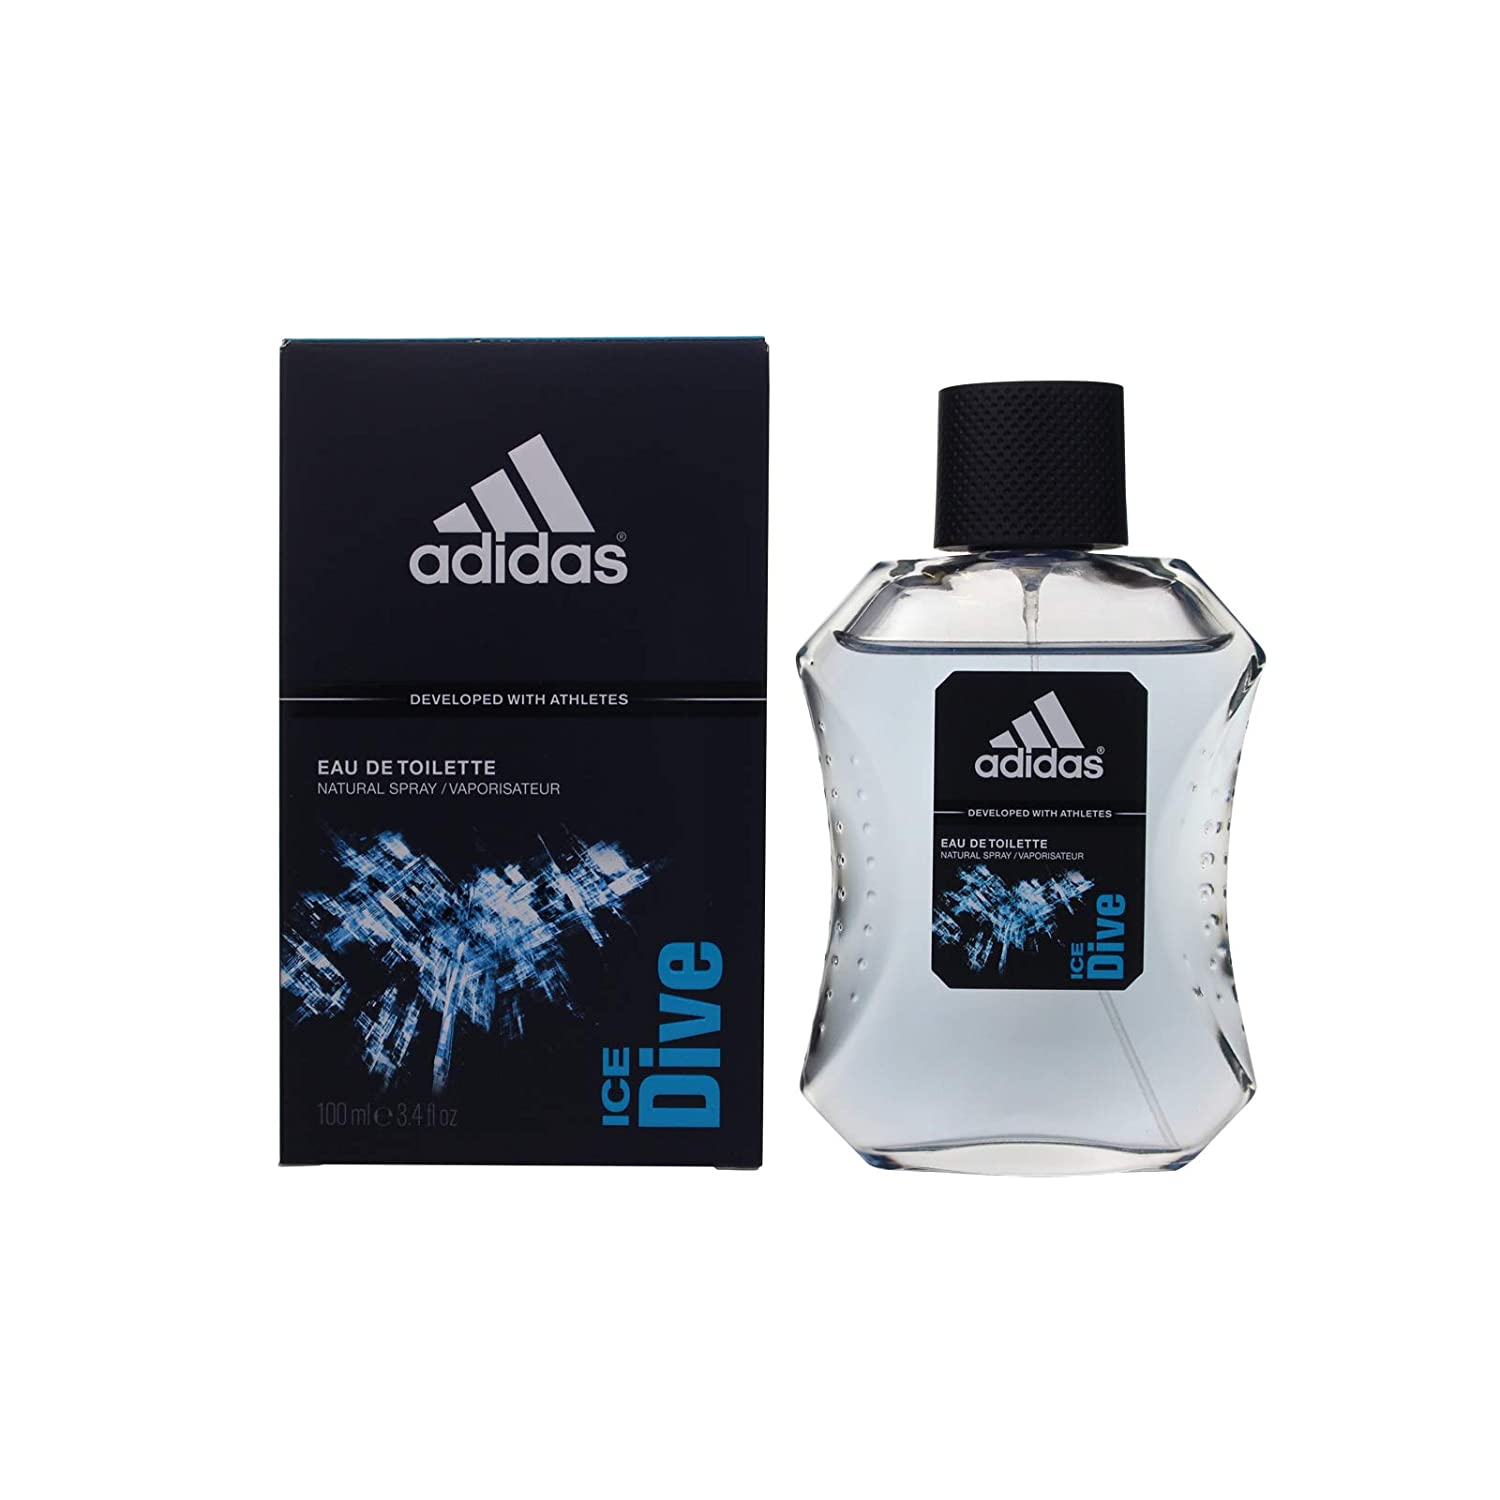 adidas®
DEVELOPED WITH ATHLETES
EAU DE TOILETTE
NATURAL SPRAY / VAPORISATEUR
ICE
Dive
100 ml e 3.4 fl oz
adidas®
DEVELOPED WITH ATHLETES
EAU DE TOILETTE
NATURAL SPRAY / VAPORISATEUR
ICE
Dive